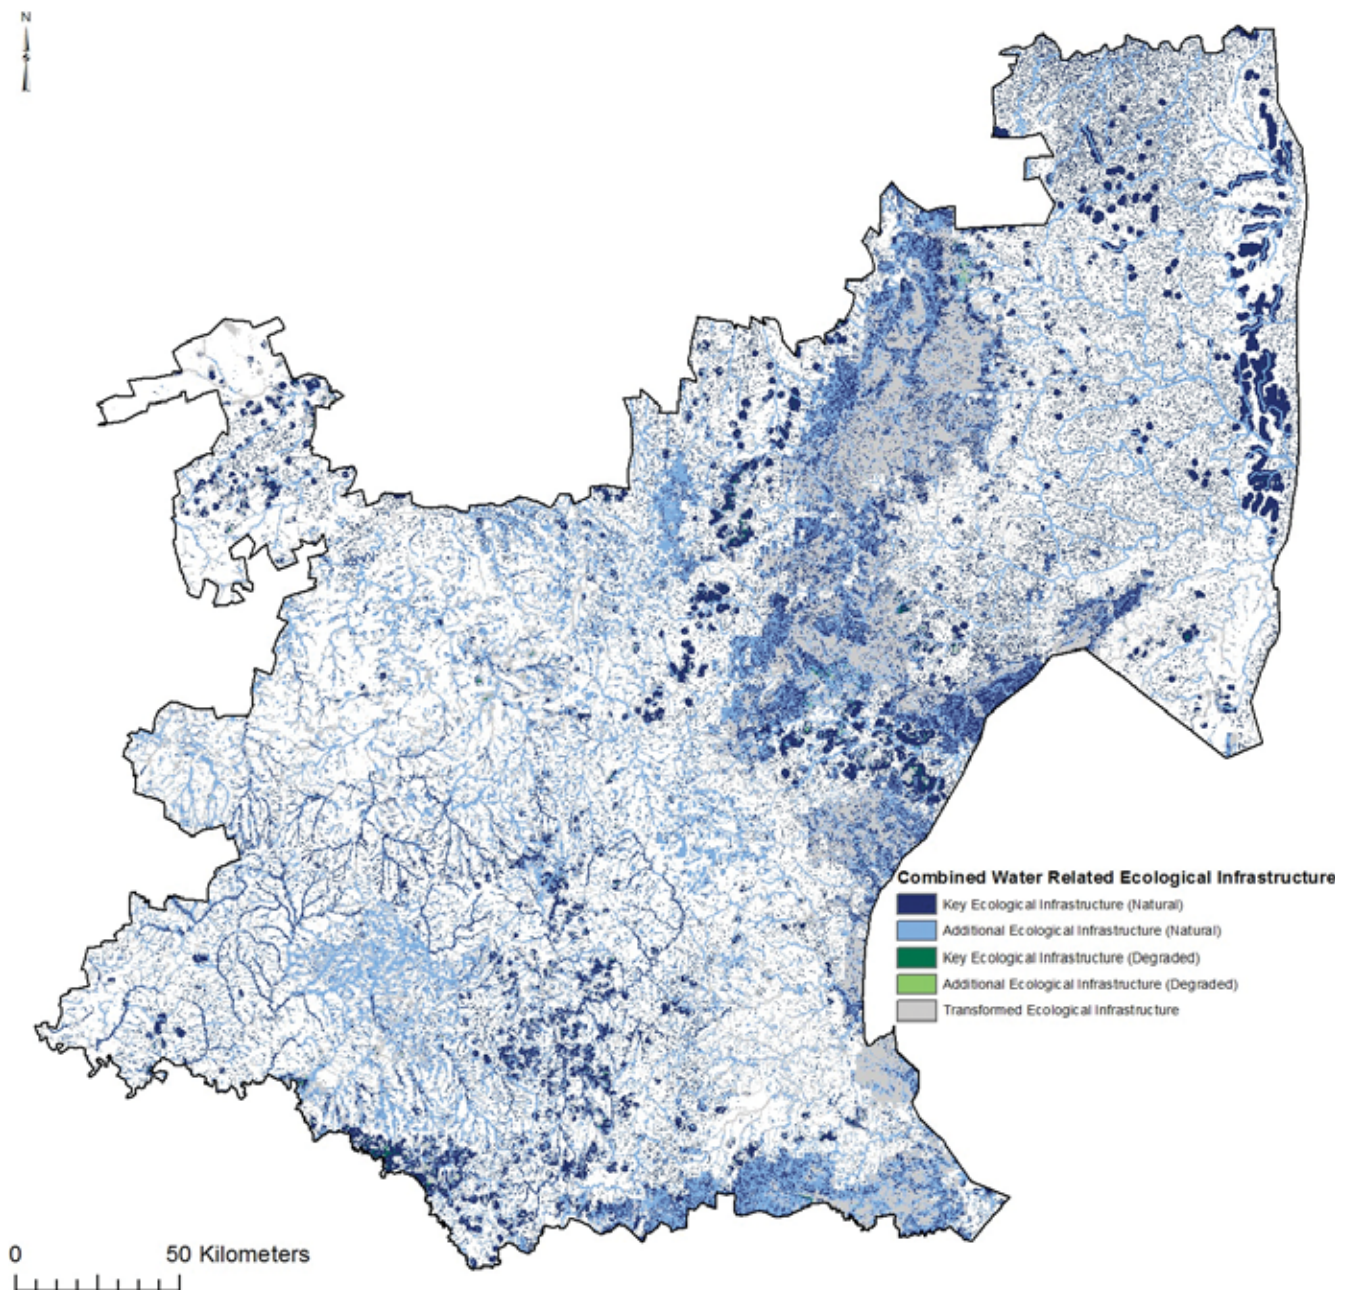 N
Combined Water Related Ecological Infrastructure
Key Ecological Infrastructure (Natural)
Additional Ecological Infrastructure (Natural)
Key Ecological Infrastructure (Degraded)
Additional Ecological Infrastructure (Degraded)
Transformed Ecological Infrastructure
0 50 Kilometers